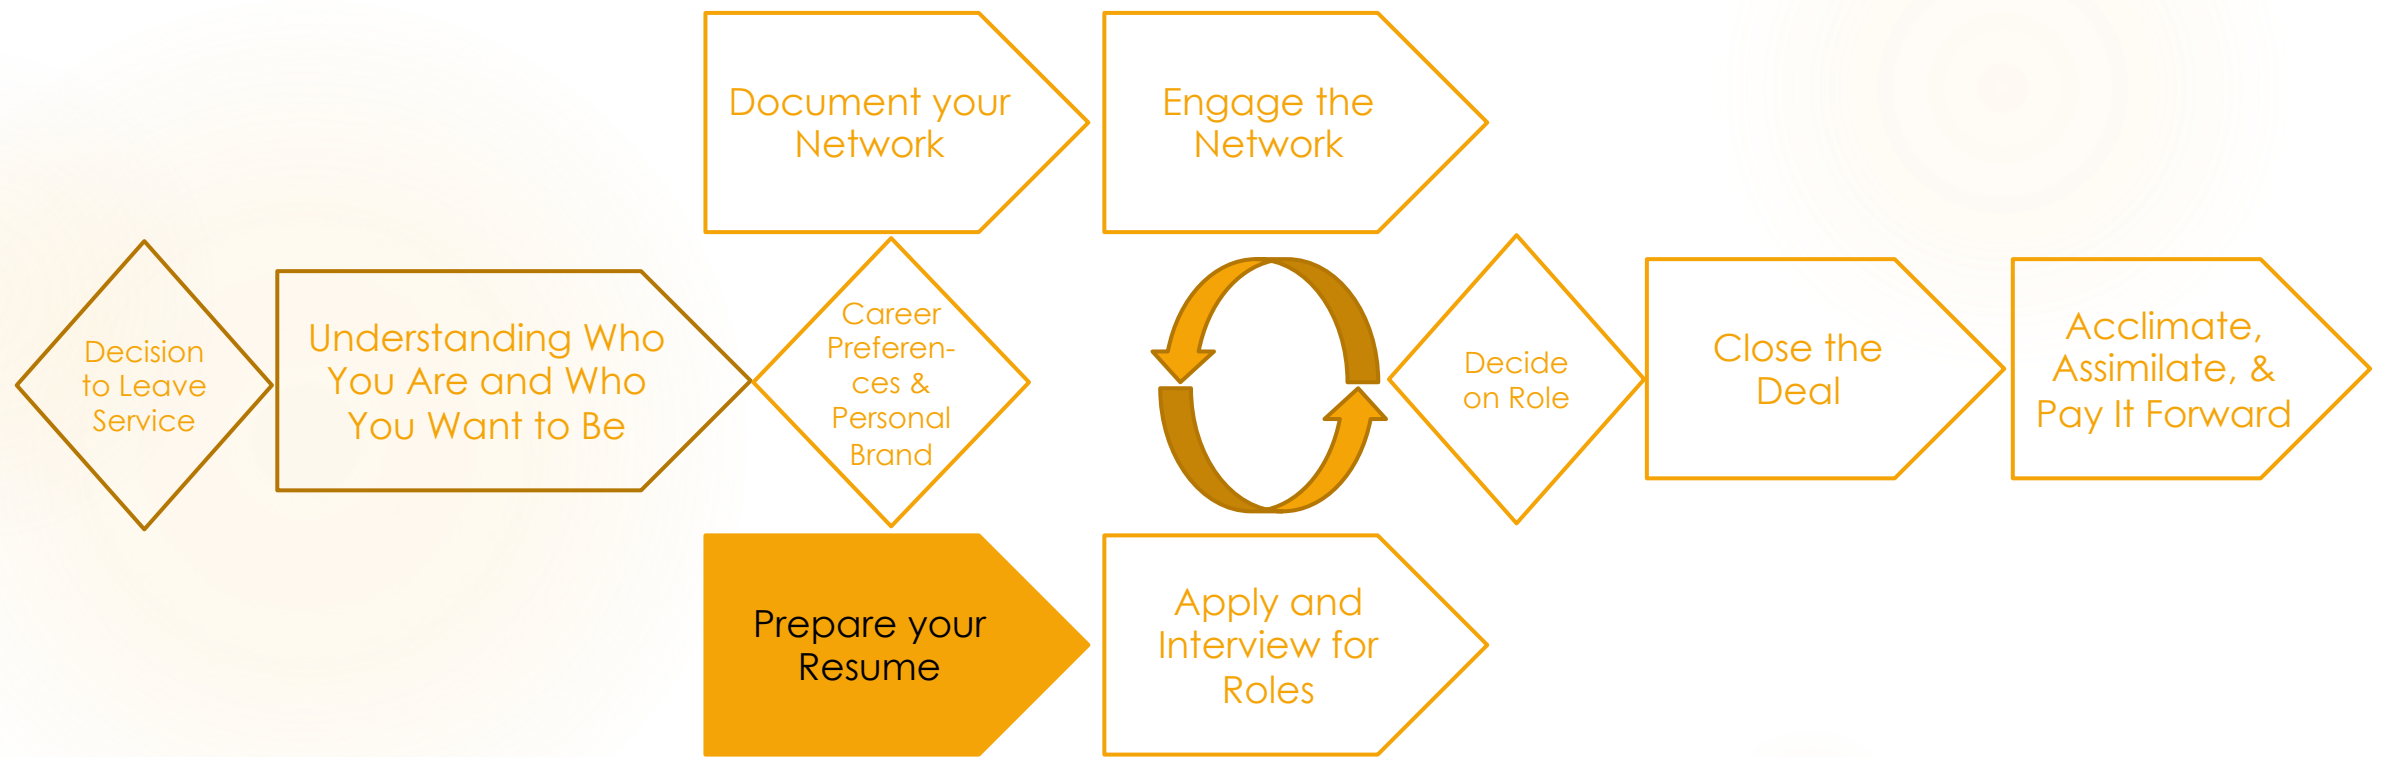 Document your
Network
Engage the
Network
Decision
to Leave
Service
Understanding Who
You Are and Who
You Want to Be
Career
Preferen-
ces &
Personal
Brand
Decide
on Role
Close the
Deal
Acclimate,
Assimilate, &
Pay It Forward
Prepare your
Resume
Apply and
Interview for
Roles